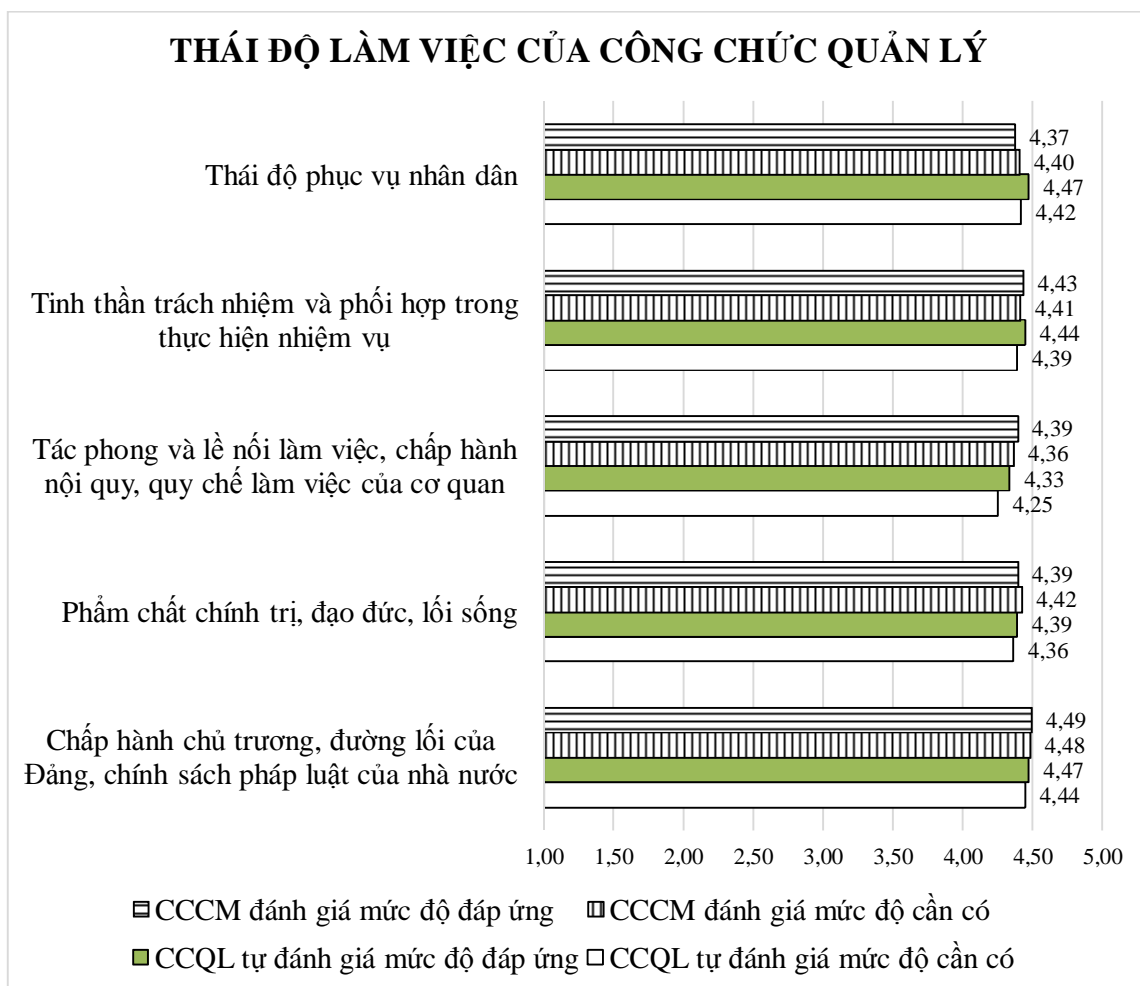 THÁI ĐỘ LÀM VIỆC CỦA CÔNG CHỨC QUẢN LÝ
Thái độ phục vụ nhân dân
4,37
4,40
4,47
4,42
Tinh thần trách nhiệm và phối hợp trong
thực hiện nhiệm vụ
4,43
4,41
4,44
4,39
Tác phong và lề nối làm việc, chấp hành
nội quy, quy chế làm việc của cơ quan
4,39
4,36
4,33
4,25
Phẩm chất chính trị, đạo đức, lối sống
4,39
4,42
4,39
4,36
Chấp hành chủ trương, đường lối của
Đảng, chính sách pháp luật của nhà nước
4,49
4,48
4,47
4,44
1,00 1,50 2,00 2,50 3,00 3,50 4,00 4,50 5,00
CCCM đánh giá mức độ đáp ứng CCCM đánh giá mức độ cần có
CCQL tự đánh giá mức độ đáp ứng CCQL tự đánh giá mức độ cần có